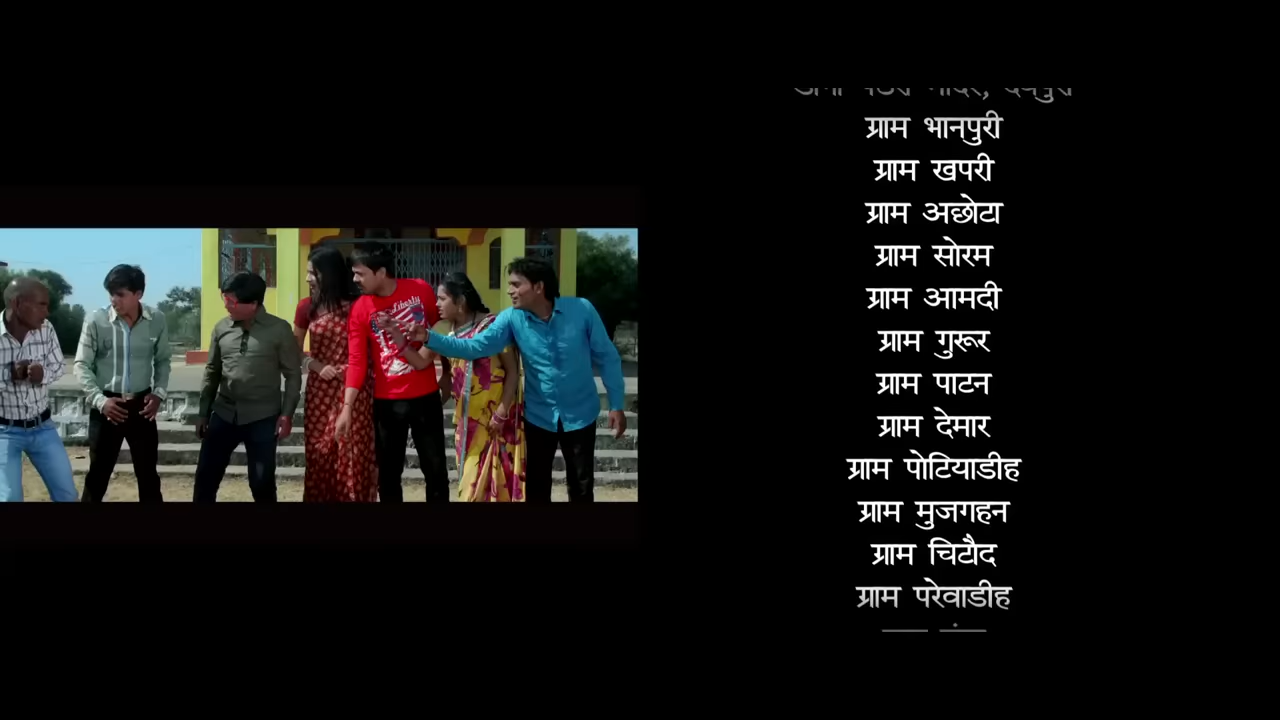 ग्राम भानपुरी
ग्राम खपरी
ग्राम अछोटा
ग्राम सोरम
ग्राम आमदी
ग्राम गुरूर
ग्राम पाटन
ग्राम देमार
ग्राम पोटियाडीह
ग्राम मुजगहन
ग्राम चिटौद
ग्राम परेवाडीह